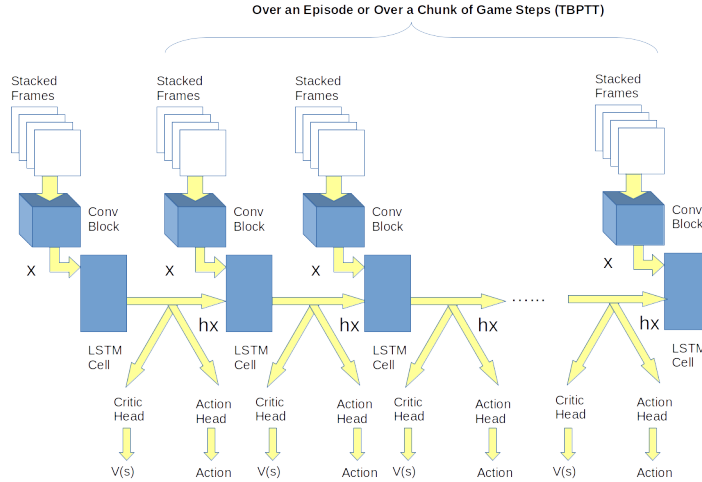 Over an Episode or Over a Chunk of Game Steps (TBPTT)
Stacked
Frames
Stacked
Frames
Stacked
Frames
Stacked
Frames
Conv
Block
Conv
Block
Conv
Block
Conv
Block
X
X
X
X
hx
hx
hx
hx
......
LSTM
Cell
LSTM
Cell
LSTM
Cell
LSTM
Cell
Critic
Head
Action
Head
Critic
Head
Action
Head
Critic
Head
Action
Head
Critic
Head
Action
Head
V(s)
Action
V(s)
Action
V(s)
Action
V(s)
Action